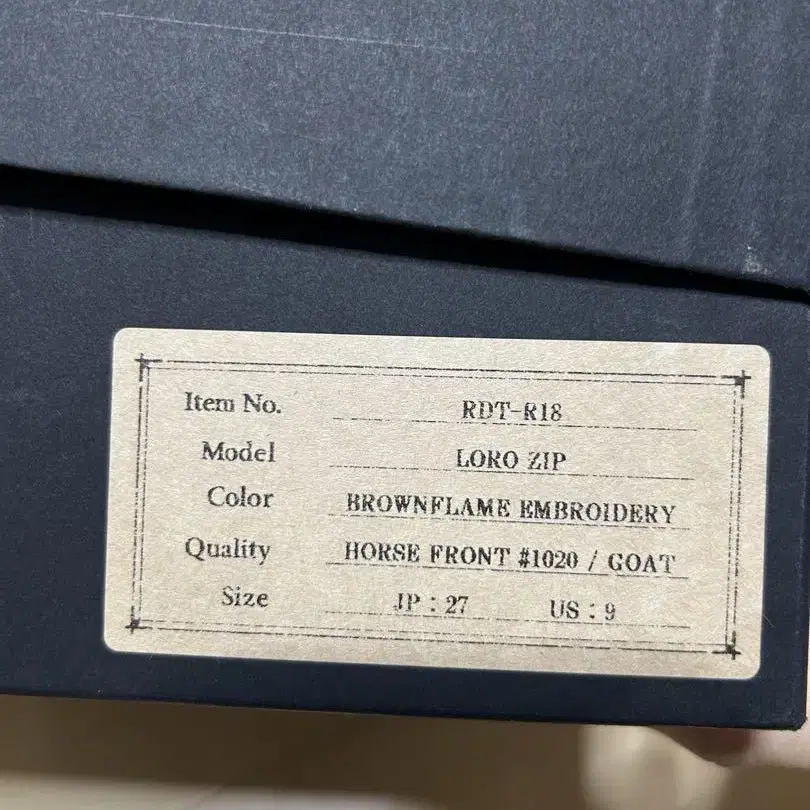 Item No. RDT-R18
Model LORO ZIP
Color BROWNFLAME EMBROIDERY
Quality HORSE FRONT #1020 / GOAT
Size JP : 27 US : 9